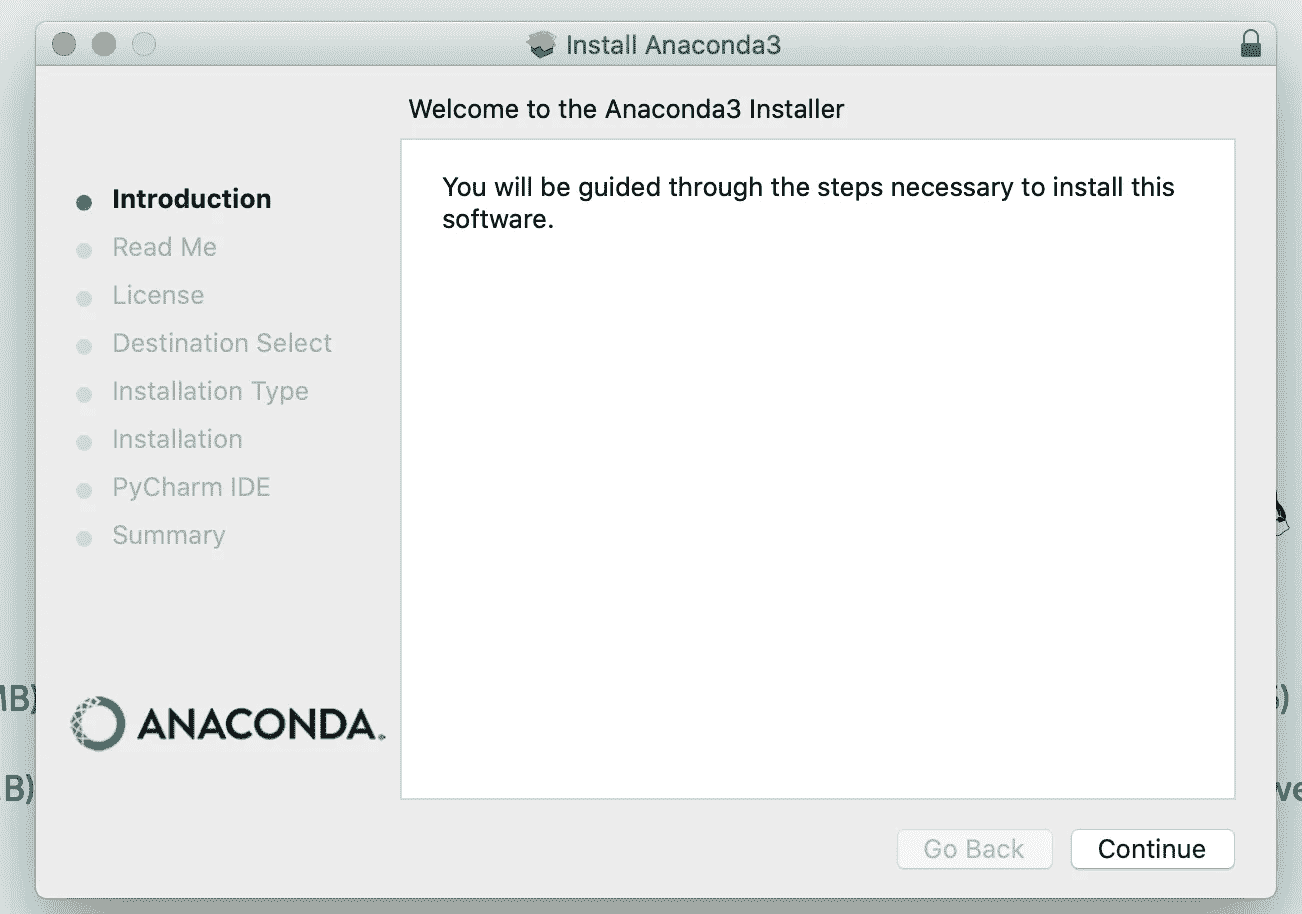 Install Anaconda3
Welcome to the Anaconda3 Installer
Introduction
Read Me
License
Destination Select
Installation Type
Installation
PyCharm IDE
Summary
You will be guided through the steps necessary to install this
software.
ANACONDA.
MB)
B)
Go Back
Continue